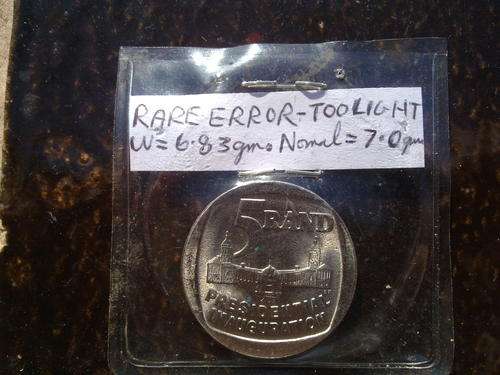 RARE ERROR-TOO LIGHT
W=6.83gm. Nomal=7.0gm
5 RAND
PRESIDENTIAL
INAUGURATION